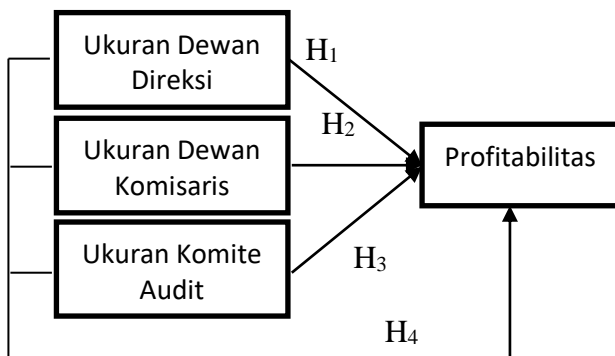 Ukuran Dewan
Direksi
H1
H2
Ukuran Dewan
Komisaris
Profitabilitas
Ukuran Komite
Audit
H3
H4